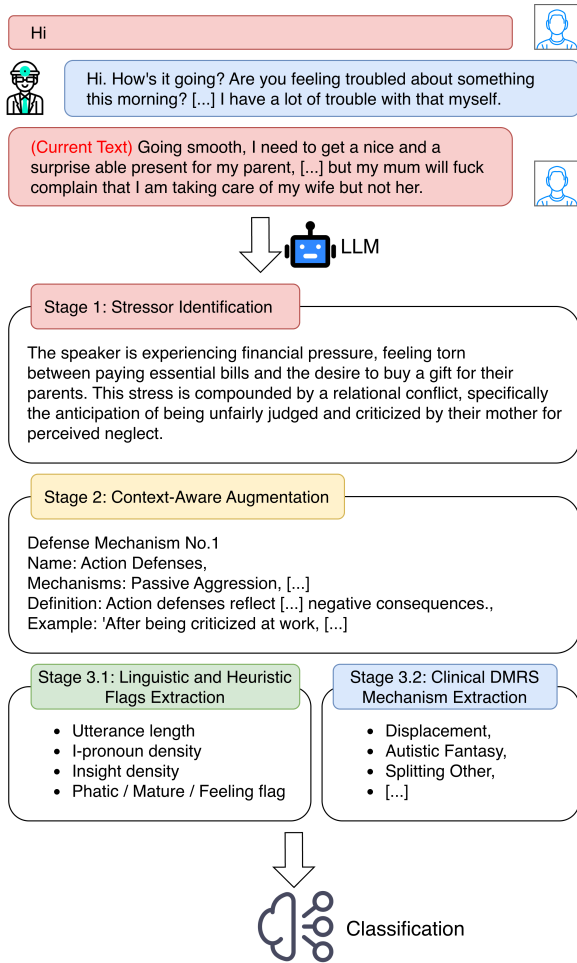 Hi
Hi. How's it going? Are you feeling troubled about something
this morning? [...] I have a lot of trouble with that myself.
(Current Text) Going smooth, I need to get a nice and a
surprise able present for my parent, [...] but my mum will fuck
complain that I am taking care of my wife but not her.
LLM
Stage 1: Stressor Identification
The speaker is experiencing financial pressure, feeling torn
between paying essential bills and the desire to buy a gift for their
parents. This stress is compounded by a relational conflict, specifically
the anticipation of being unfairly judged and criticized by their mother for
perceived neglect.
Stage 2: Context-Aware Augmentation
Defense Mechanism No.1
Name: Action Defenses,
Mechanisms: Passive Aggression, [...]
Definition: Action defenses reflect [...] negative consequences.,
Example: 'After being criticized at work, [...]
Stage 3.1: Linguistic and Heuristic
Flags Extraction
• Utterance length
• I-pronoun density
• Insight density
• Phatic / Mature / Feeling flag
Stage 3.2: Clinical DMRS
Mechanism Extraction
• Displacement,
• Autistic Fantasy,
• Splitting Other,
• [...]
Classification